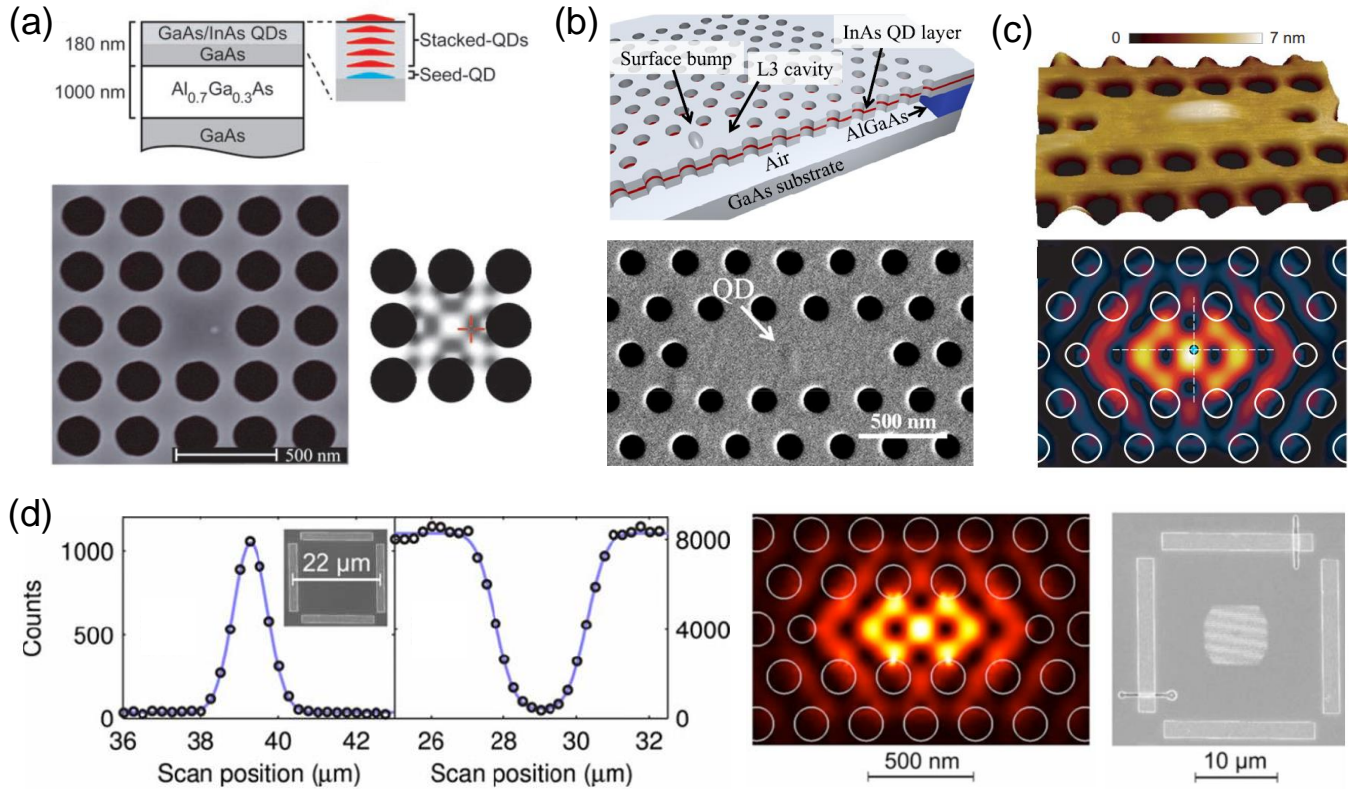 (a)
180 nm
1000 nm
GaAs/InAs QDs
GaAs
Al0.7Ga0.3As
GaAs
Stacked-QDs
Seed-QD
500 nm
(b)
Surface bump
L3 cavity
InAs QD layer
AlGaAs
Air
GaAs substrate
QD
500 nm
(c)
0 7 nm
(d)
Counts
1000
500
0
22 µm
8000
4000
0
36 38 40 42
26 28 30 32
Scan position (µm)
Scan position (µm)
500 nm
10 µm